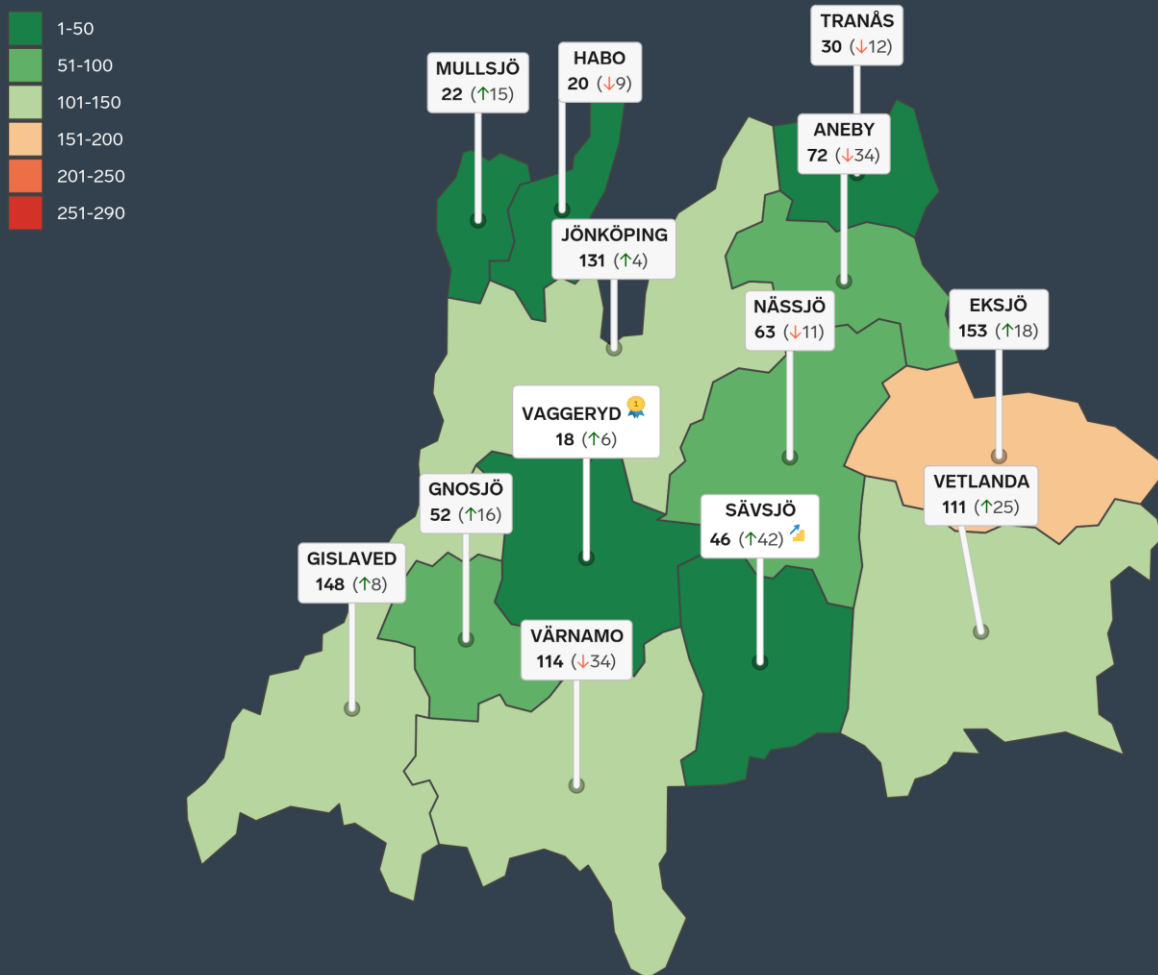 1-50
51-100
101-150
151-200
201-250
251-290
TRANÅS
30 (↓12)
HABO
20 (↓9)
MULLSJÖ
22 (↑15)
ANEBY
72 (↓34)
JÖNKÖPING
131 (↑4)
NÄSSJÖ
63 (↓11)
EKSJÖ
153 (↑18)
VAGGERYD 1
18 (↑6)
VETLANDA
111 (↑25)
GNOSJÖ
52 (↑16)
SÄVSJÖ
46 (↑42)
GISLAVED
148 (↑8)
VÄRNAMO
114 (↓34)